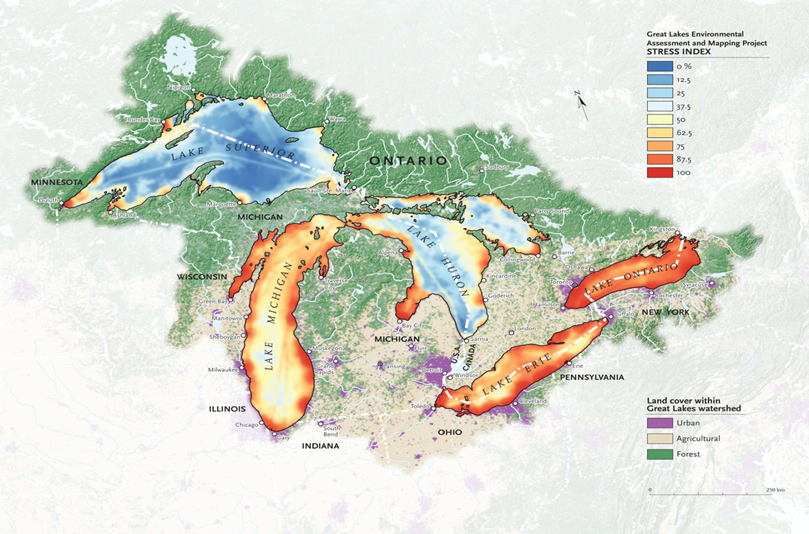 Great Lakes Environmental
Assessment and Mapping Project
STRESS INDEX
0 %
12.5
25
37.5
50
62.5
75
87.5
100
N
Nipigon
Marathon
Thunder Bay
Wawa
LAKE SUPERIOR
ONTARIO
Sudbury
MINNESOTA
Duluth
Ashland
Marquette
Sault Ste. Marie
MICHIGAN
Parry Sound
Kingston
LAKE HURON
WISCONSIN
Barrie
Kincardine
Goderich
LAKE ONTARIO
Toronto
Hamilton
Rochester
Syracuse
Green Bay
LAKE MICHIGAN
Traverse
Manitowoc
Sheboygan
Bay City
NEW YORK
MICHIGAN
Flint
London
Sarnia
U.S.A.
CANADA
Muskegon
Grand
Rapids
Lansing
Milwaukee
Detroit
Windsor
LAKE ERIE
Erie
PENNSYLVANIA
Toledo
Cleveland
ILLINOIS
Chicago
Gary
South
Bend
INDIANA
OHIO
Land cover within
Great Lakes watershed
Urban
Agricultural
Forest
0
250 km